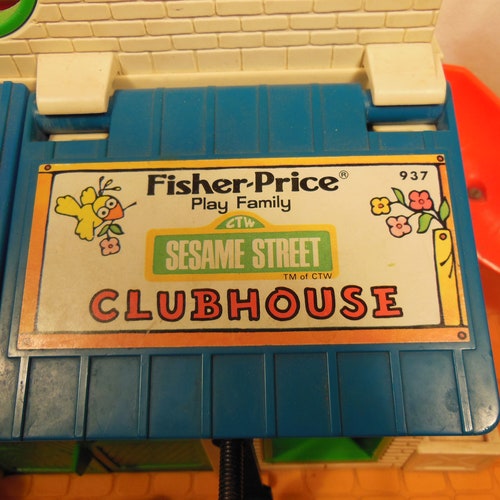 Fisher-Price® 937
Play Family
CTW
SESAME STREET
TM of CTW
CLUBHOUSE